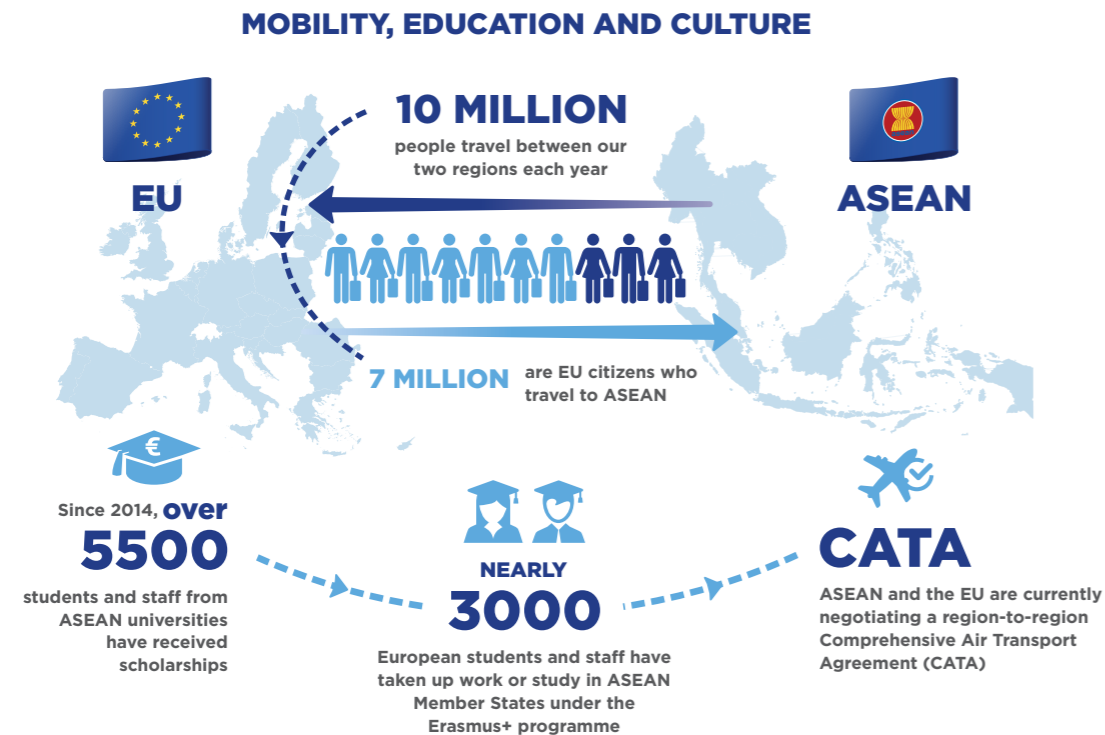 MOBILITY, EDUCATION AND CULTURE
EU
10 MILLION
people travel between our
two regions each year
ASEAN
7 MILLION
are EU citizens who
travel to ASEAN
€
Since 2014, over
5500
students and staff from
ASEAN universities
have received
scholarships
NEARLY
3000
European students and staff have
taken up work or study in ASEAN
Member States under the
Erasmus+ programme
CATA
ASEAN and the EU are currently
negotiating a region-to-region
Comprehensive Air Transport
Agreement (CATA)